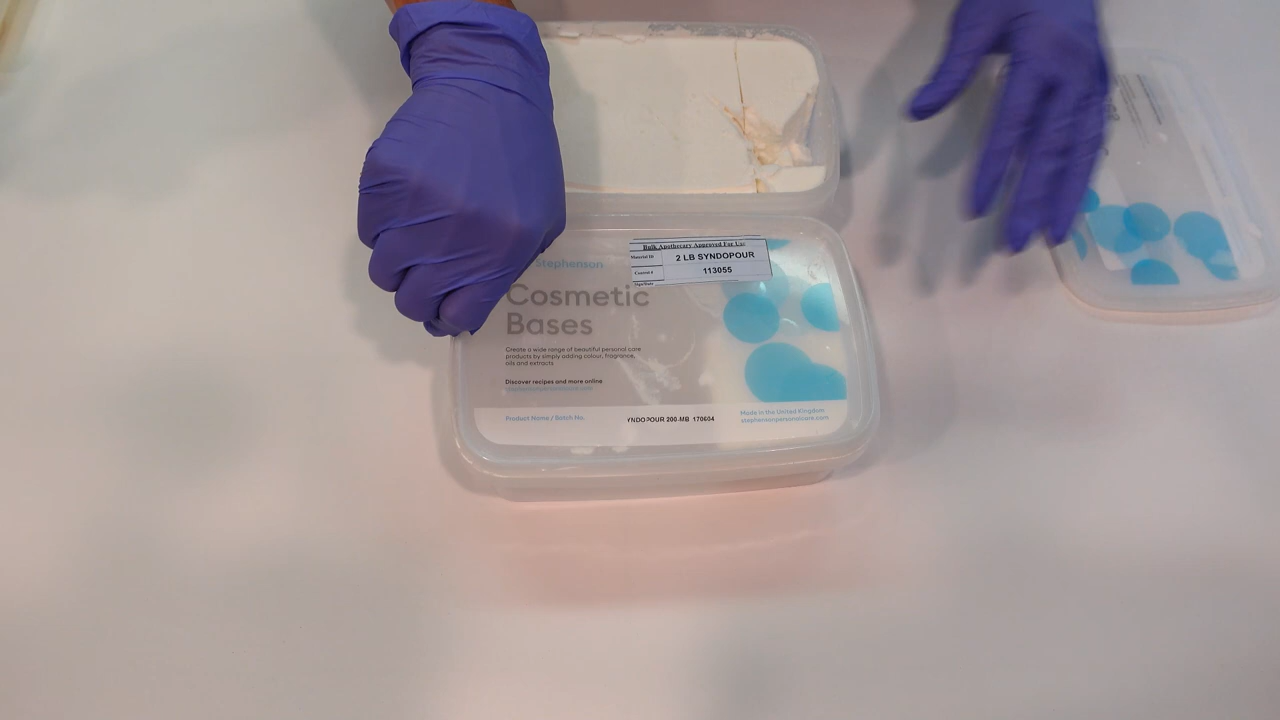 Bulk Apothecary Approved For Use
Material ID
2 LB SYNDOPOUR
Control #
113055
Sign/Date
Stephenson
Cosmetic
Bases
Create a wide range of beautiful personal care
products by simply adding colour, fragrance,
oils and extracts
Discover recipes and more online
Product Name / Batch No.
YNDOPOUR 200-MB 170604
Made in the United Kingdom
stephensonpersonalcare.com